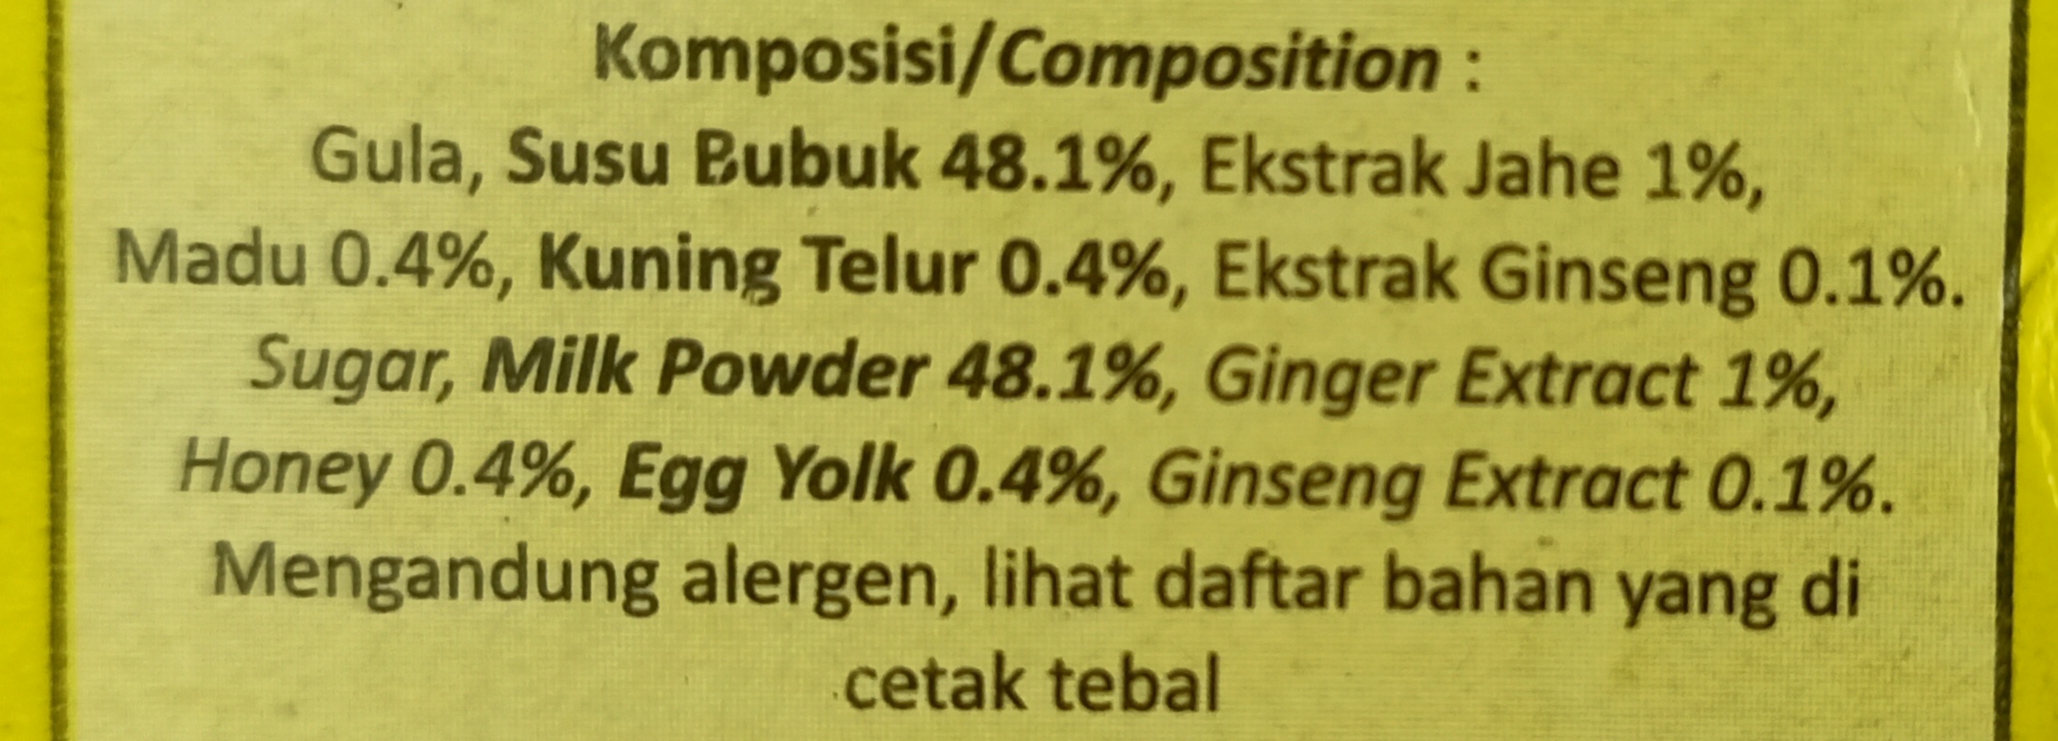 Komposisi/Composition :
Gula, Susu Bubuk 48.1%, Ekstrak Jahe 1%,
Madu 0.4%, Kuning Telur 0.4%, Ekstrak Ginseng 0.1%.
Sugar, Milk Powder 48.1%, Ginger Extract 1%,
Honey 0.4%, Egg Yolk 0.4%, Ginseng Extract 0.1%.
Mengandung alergen, lihat daftar bahan yang di
cetak tebal